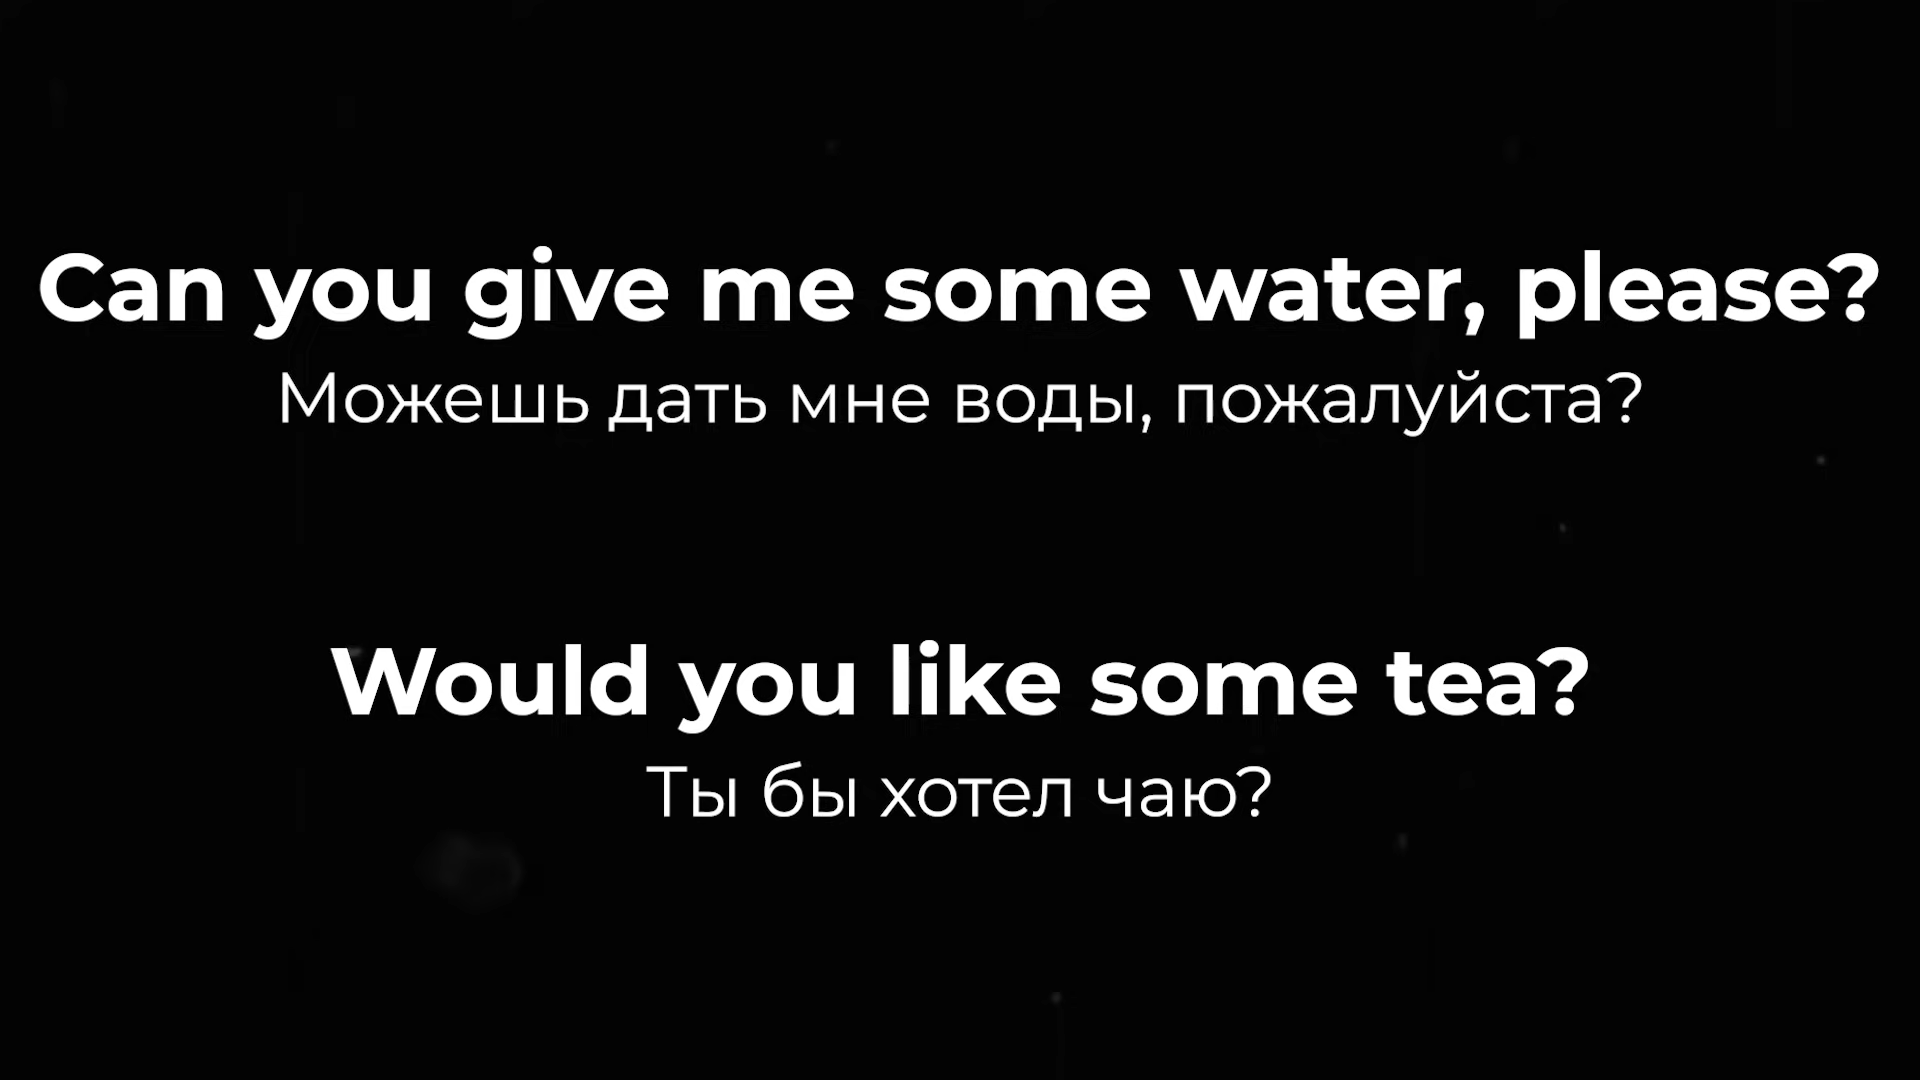 Can you give me some water, please?
Можешь дать мне воды, пожалуйста?
Would you like some tea?
Ты бы хотел чаю?